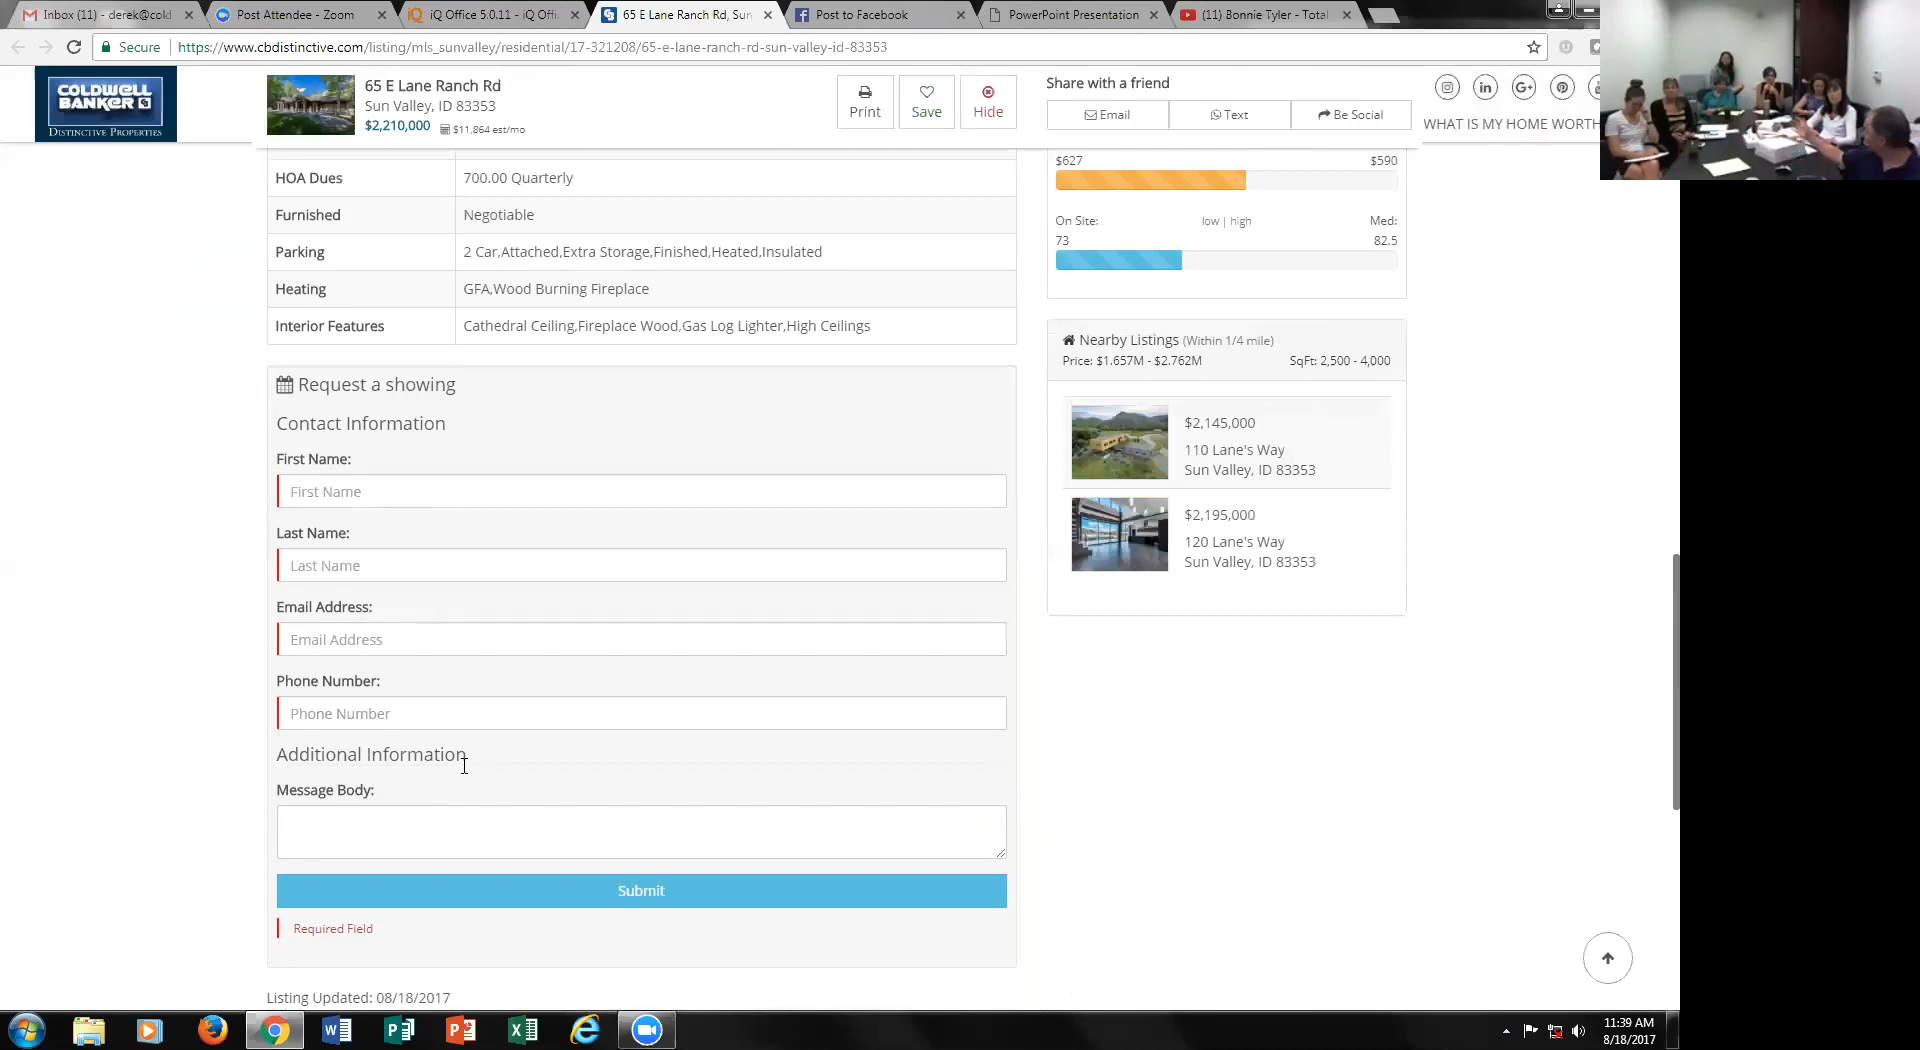 Inbox (11) - derek@cold
Post Attendee - Zoom
iQ Office 5.0.11 - iQ Offi
65 E Lane Ranch Rd, Sun
Post to Facebook
PowerPoint Presentation
(11) Bonnie Tyler - Total
Secure
https://www.cbdistinctive.com/listing/mls_sunvalley/residential/17-321208/65-e-lane-ranch-rd-sun-valley-id-83353
COLDWELL
BANKER
DISTINCTIVE PROPERTIES
65 E Lane Ranch Rd
Sun Valley, ID 83353
$2,210,000 $11,864 est/mo
Print
Save
Hide
Share with a friend
Email
Text
Be Social
WHAT IS MY HOME WORTH
HOA Dues 700.00 Quarterly
Furnished Negotiable
Parking 2 Car,Attached,Extra Storage,Finished,Heated,Insulated
Heating GFA,Wood Burning Fireplace
Interior Features Cathedral Ceiling,Fireplace Wood,Gas Log Lighter,High Ceilings
$627 $590
On Site: low | high Med:
73 82.5
Nearby Listings (Within 1/4 mile)
Price: $1.657M - $2.762M SqFt: 2,500 - 4,000
$2,145,000
110 Lane's Way
Sun Valley, ID 83353
$2,195,000
120 Lane's Way
Sun Valley, ID 83353
Request a showing
Contact Information
First Name:
First Name
Last Name:
Last Name
Email Address:
Email Address
Phone Number:
Phone Number
Additional Information
Message Body:
Submit
Required Field
Listing Updated: 08/18/2017
11:39 AM
8/18/2017